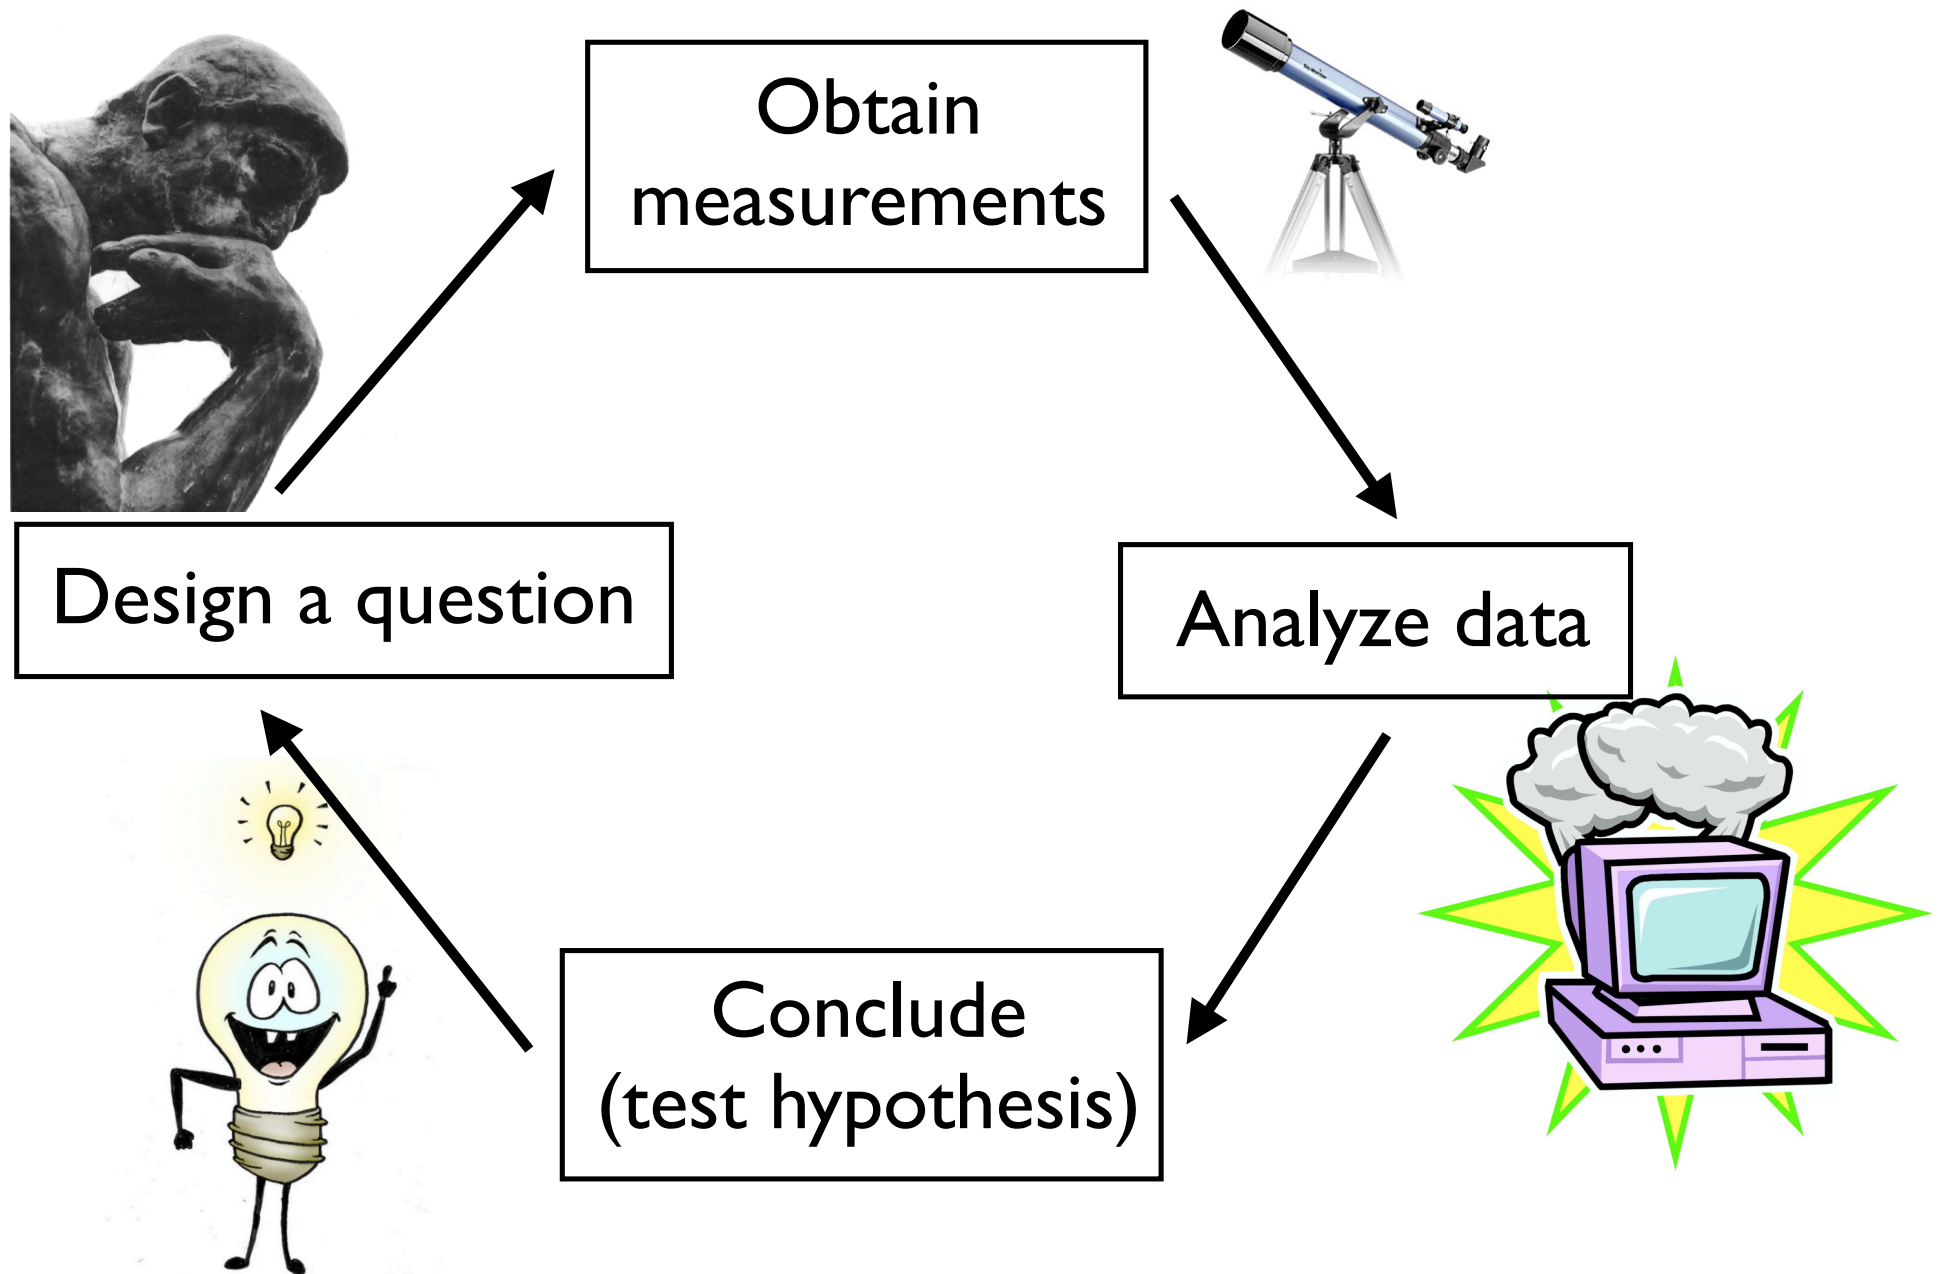 Obtain
measurements
Design a question
Analyze data
Conclude
(test hypothesis)